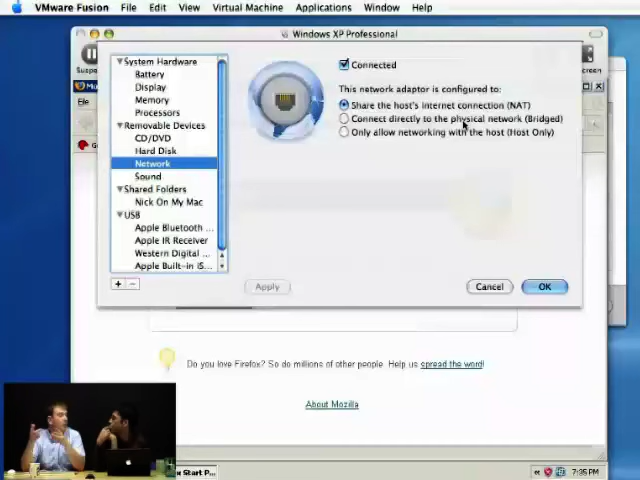 VMware Fusion File Edit View Virtual Machine Applications Window Help
Windows XP Professional
Suspe
creen
Mo
File
G
System Hardware
Battery
Display
Memory
Processors
Removable Devices
CD/DVD
Hard Disk
Network
Sound
Shared Folders
Nick On My Mac
USB
Apple Bluetooth ...
Apple IR Receiver
Western Digital ...
Apple Built-in iS...
+ −
Connected
This network adaptor is configured to:
Share the host's internet connection (NAT)
Connect directly to the physical network (Bridged)
Only allow networking with the host (Host Only)
Apply
Cancel
OK
Do you love Firefox? So do millions of other people. Help us spread the word!
About Mozilla
Start P...
7:35 PM